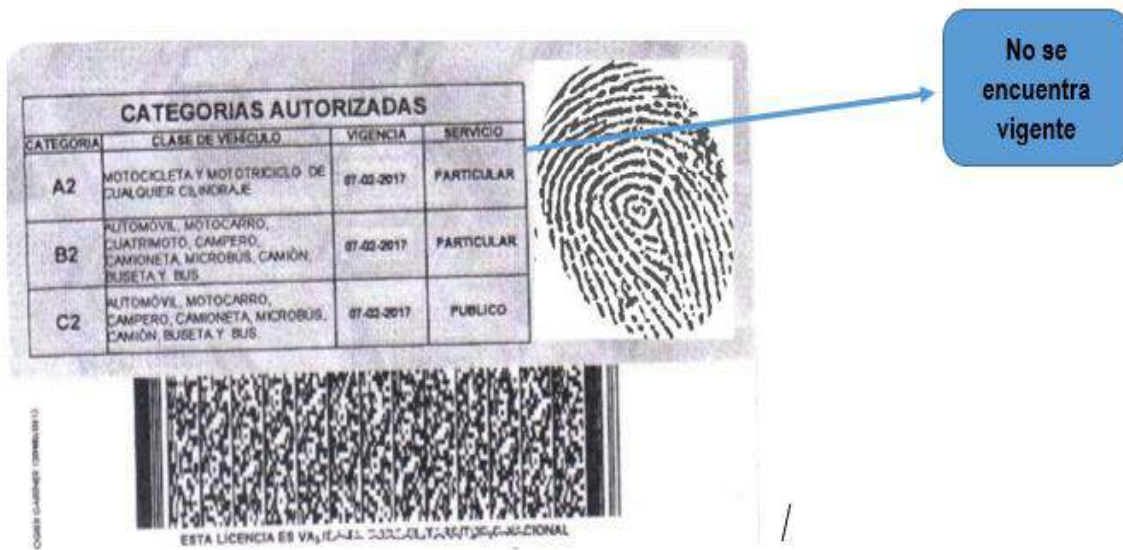 CATEGORIAS AUTORIZADAS
CATEGORIA CLASE DE VEHÍCULO VIGENCIA SERVICIO
A2 MOTOCICLETA Y MOTOTRICICLO DE CUALQUIER CILINDRAJE 07-02-2017 PARTICULAR
B2 AUTOMÓVIL, MOTOCARRO, CUATRIMOTO, CAMPERO, CAMIONETA, MICROBÚS, CAMIÓN, BUSETA Y BUS 07-02-2017 PARTICULAR
C2 AUTOMÓVIL, MOTOCARRO, CAMPERO, CAMIONETA, MICROBÚS, CAMIÓN, BUSETA Y BUS 07-02-2017 PUBLICO
ESTA LICENCIA ES
No se
encuentra
vigente
/